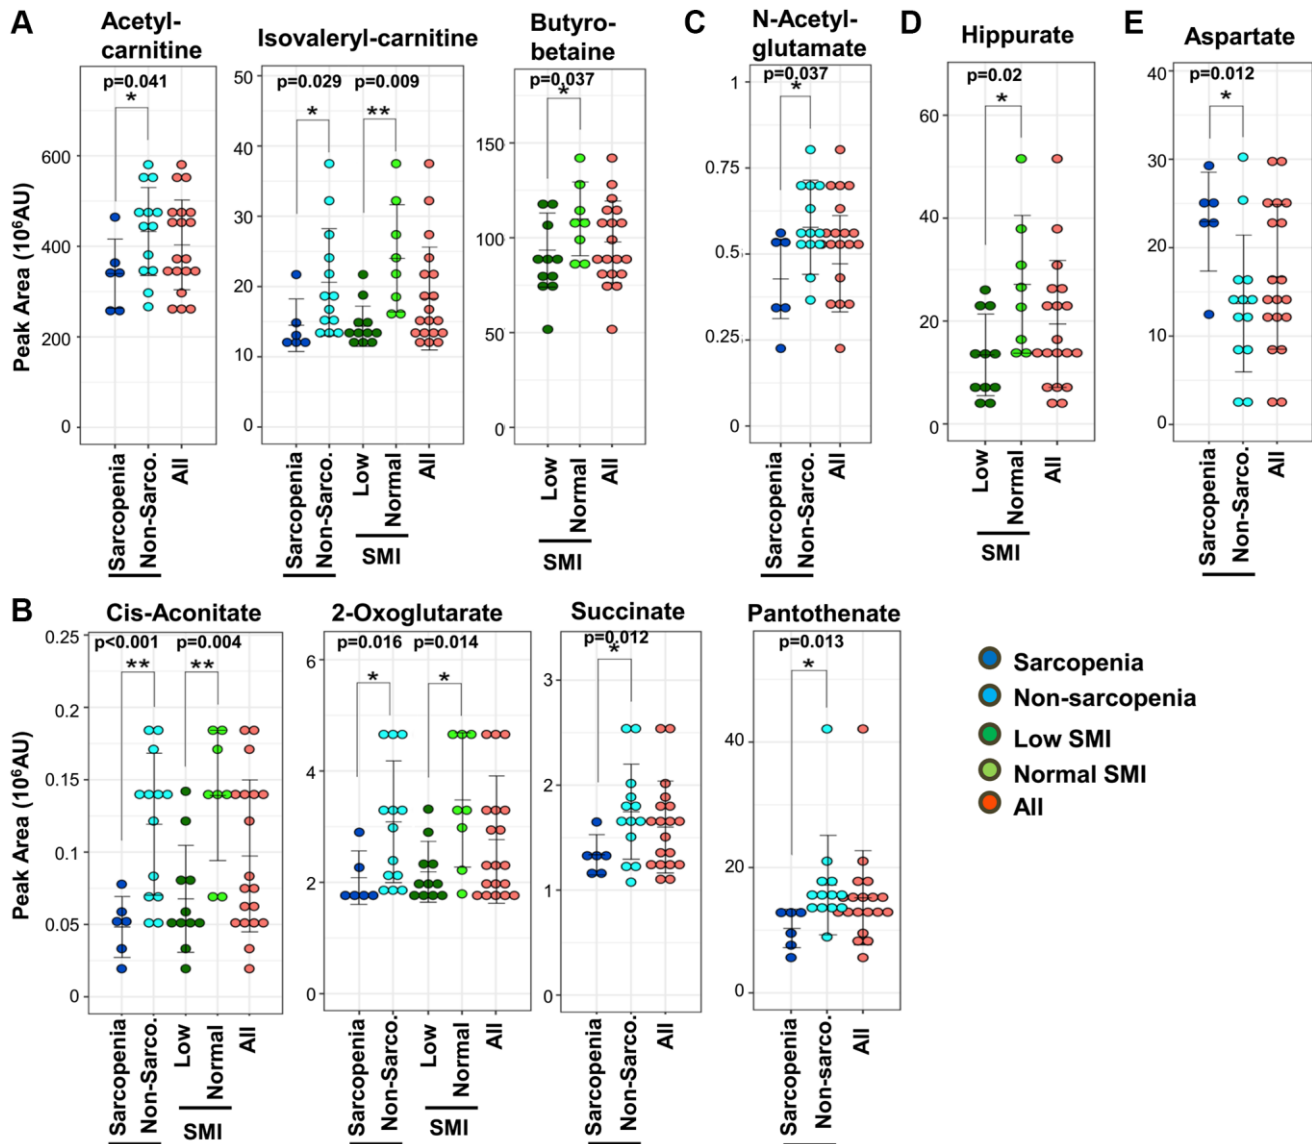 A
Acetyl-
carnitine
Isovaleryl-carnitine
Butyro-
betaine
C
N-Acetyl-
glutamate
D
Hippurate
E
Aspartate
p=0.041
*
p=0.029
*
p=0.009
**
p=0.037
*
p=0.037
*
p=0.02
*
p=0.012
*
Peak Area (10⁶AU)
600
400
200
0
50
40
30
20
10
0
150
100
50
0
1
0.75
0.5
0.25
0
60
40
20
0
40
30
20
10
0
Sarcopenia
Non-Sarco.
All
Sarcopenia
Non-Sarco.
Low
Normal
All
SMI
Low
Normal
All
SMI
Sarcopenia
Non-Sarco.
All
Low
Normal
All
SMI
Sarcopenia
Non-Sarco.
All
B
Cis-Aconitate
2-Oxoglutarate
Succinate
Pantothenate
p<0.001
**
p=0.004
**
p=0.016
*
p=0.014
*
p=0.012
*
p=0.013
*
Peak Area (10⁶AU)
0.25
0.2
0.15
0.1
0.05
0
6
4
2
0
3
2
1
0
40
20
0
Sarcopenia
Non-Sarco.
Low
Normal
All
SMI
Sarcopenia
Non-Sarco.
Low
Normal
All
SMI
Sarcopenia
Non-Sarco.
All
Sarcopenia
Non-sarco.
All
Sarcopenia
Non-sarcopenia
Low SMI
Normal SMI
All